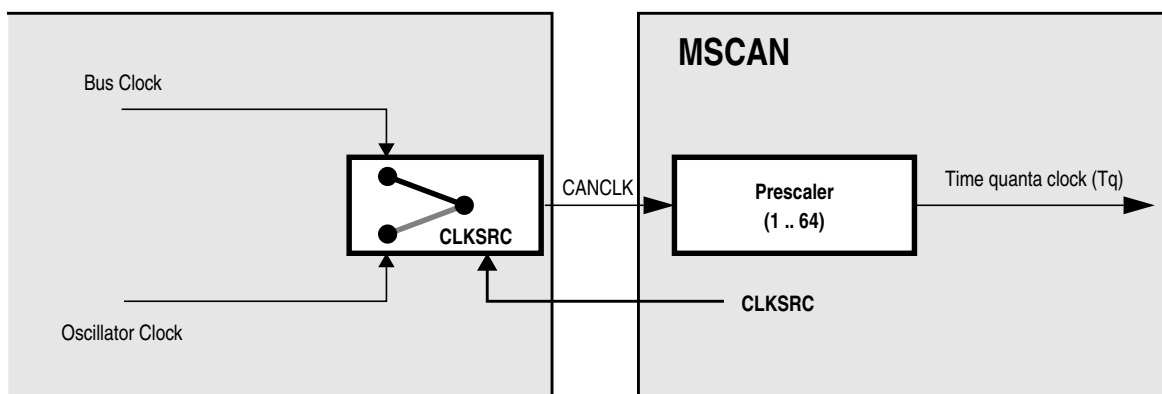 MSCAN
Bus Clock
CANCLK
Prescaler
(1 .. 64)
Time quanta clock (Tq)
CLKSRC
CLKSRC
Oscillator Clock